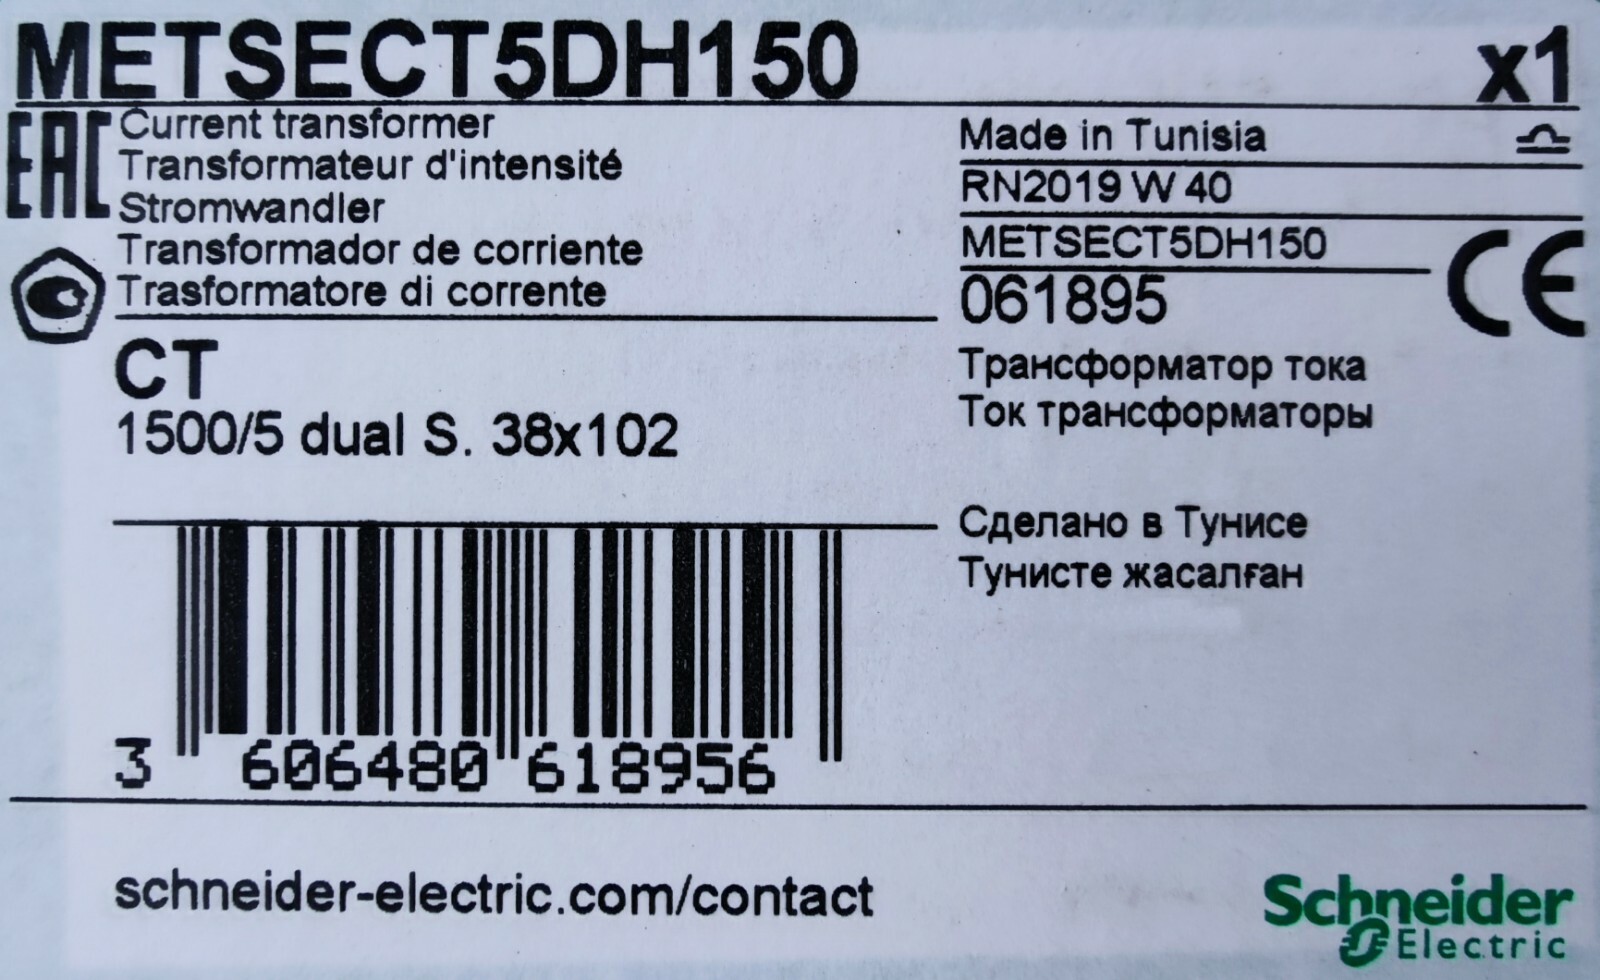 METSECT5DH150
x1
EAC
Current transformer
Transformateur d'intensité
Stromwandler
Transformador de corriente
Trasformatore di corrente
CT
1500/5 dual S. 38x102
Made in Tunisia
RN2019 W 40
METSECT5DH150
061895
CE
Трансформатор тока
Ток трансформаторы
Сделано в Тунисе
Тунисте жасалған
3 606480 618956
schneider-electric.com/contact
Schneider
Electric